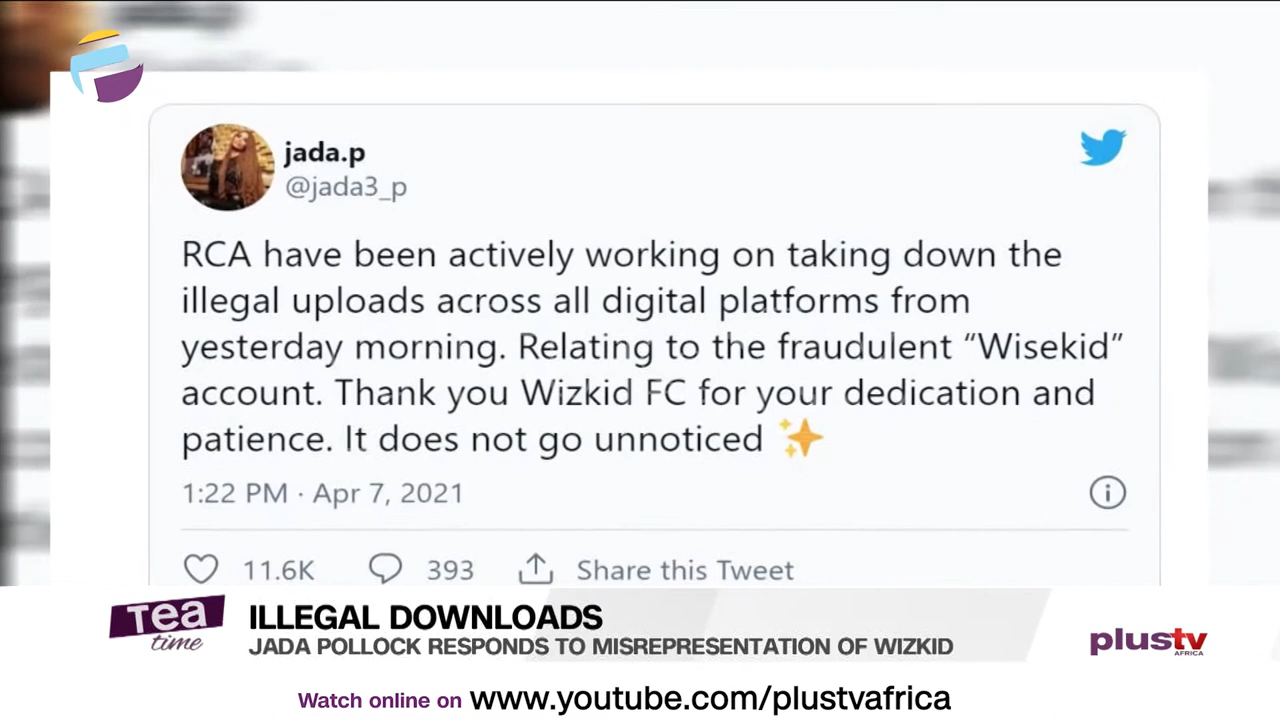 jada.p
@jada3_p
RCA have been actively working on taking down the
illegal uploads across all digital platforms from
yesterday morning. Relating to the fraudulent “Wisekid”
account. Thank you Wizkid FC for your dedication and
patience. It does not go unnoticed ✨
1:22 PM · Apr 7, 2021
11.6K 393 Share this Tweet
Tea
time
ILLEGAL DOWNLOADS
JADA POLLOCK RESPONDS TO MISREPRESENTATION OF WIZKID
plustv
AFRICA
Watch online on www.youtube.com/plustvafrica